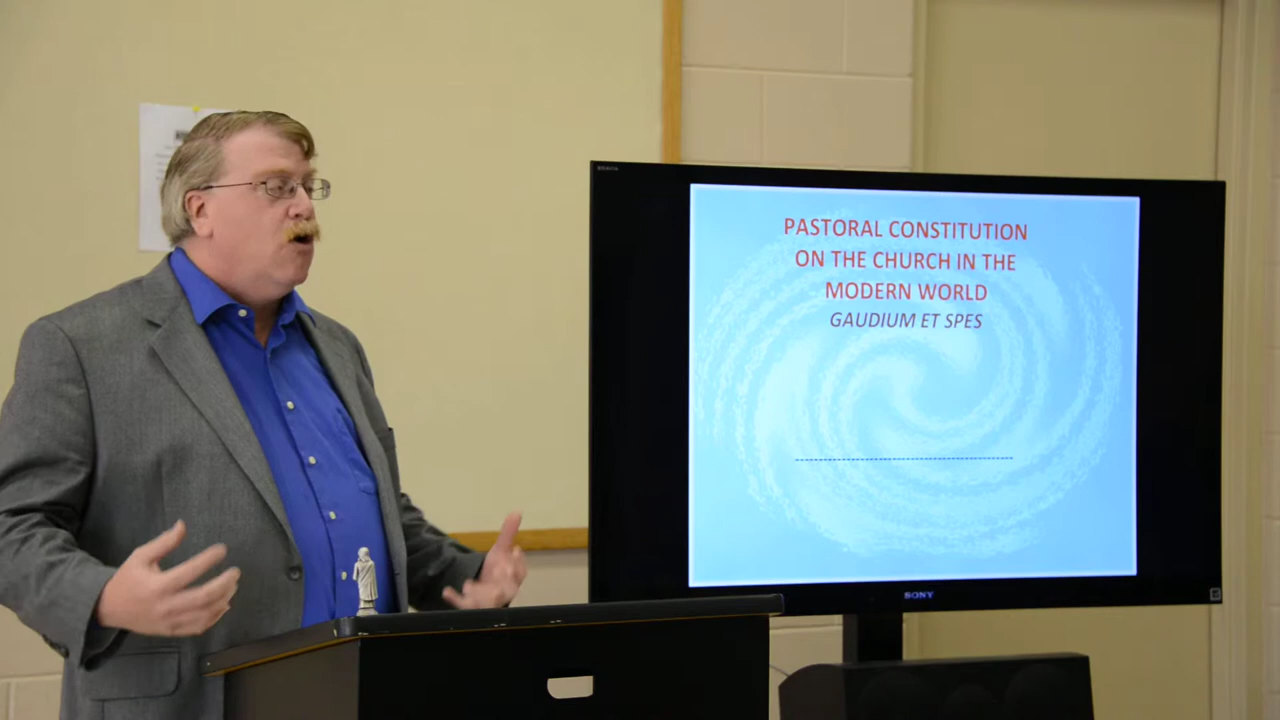 PASTORAL CONSTITUTION
ON THE CHURCH IN THE
MODERN WORLD
GAUDIUM ET SPES
SONY